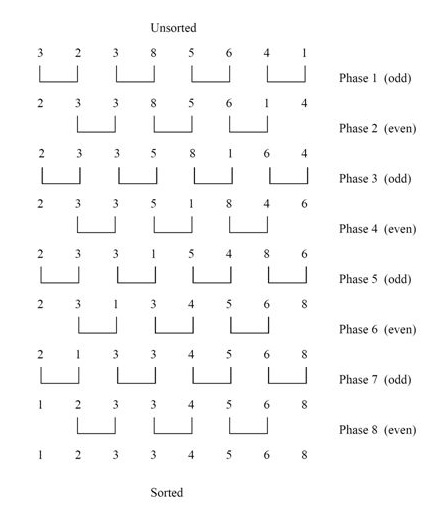 Unsorted
3 2 3 8 5 6 4 1
Phase 1 (odd)
2 3 3 8 5 6 1 4
Phase 2 (even)
2 3 3 5 8 1 6 4
Phase 3 (odd)
2 3 3 5 1 8 4 6
Phase 4 (even)
2 3 3 1 5 4 8 6
Phase 5 (odd)
2 3 1 3 4 5 6 8
Phase 6 (even)
2 1 3 3 4 5 6 8
Phase 7 (odd)
1 2 3 3 4 5 6 8
Phase 8 (even)
1 2 3 3 4 5 6 8
Sorted